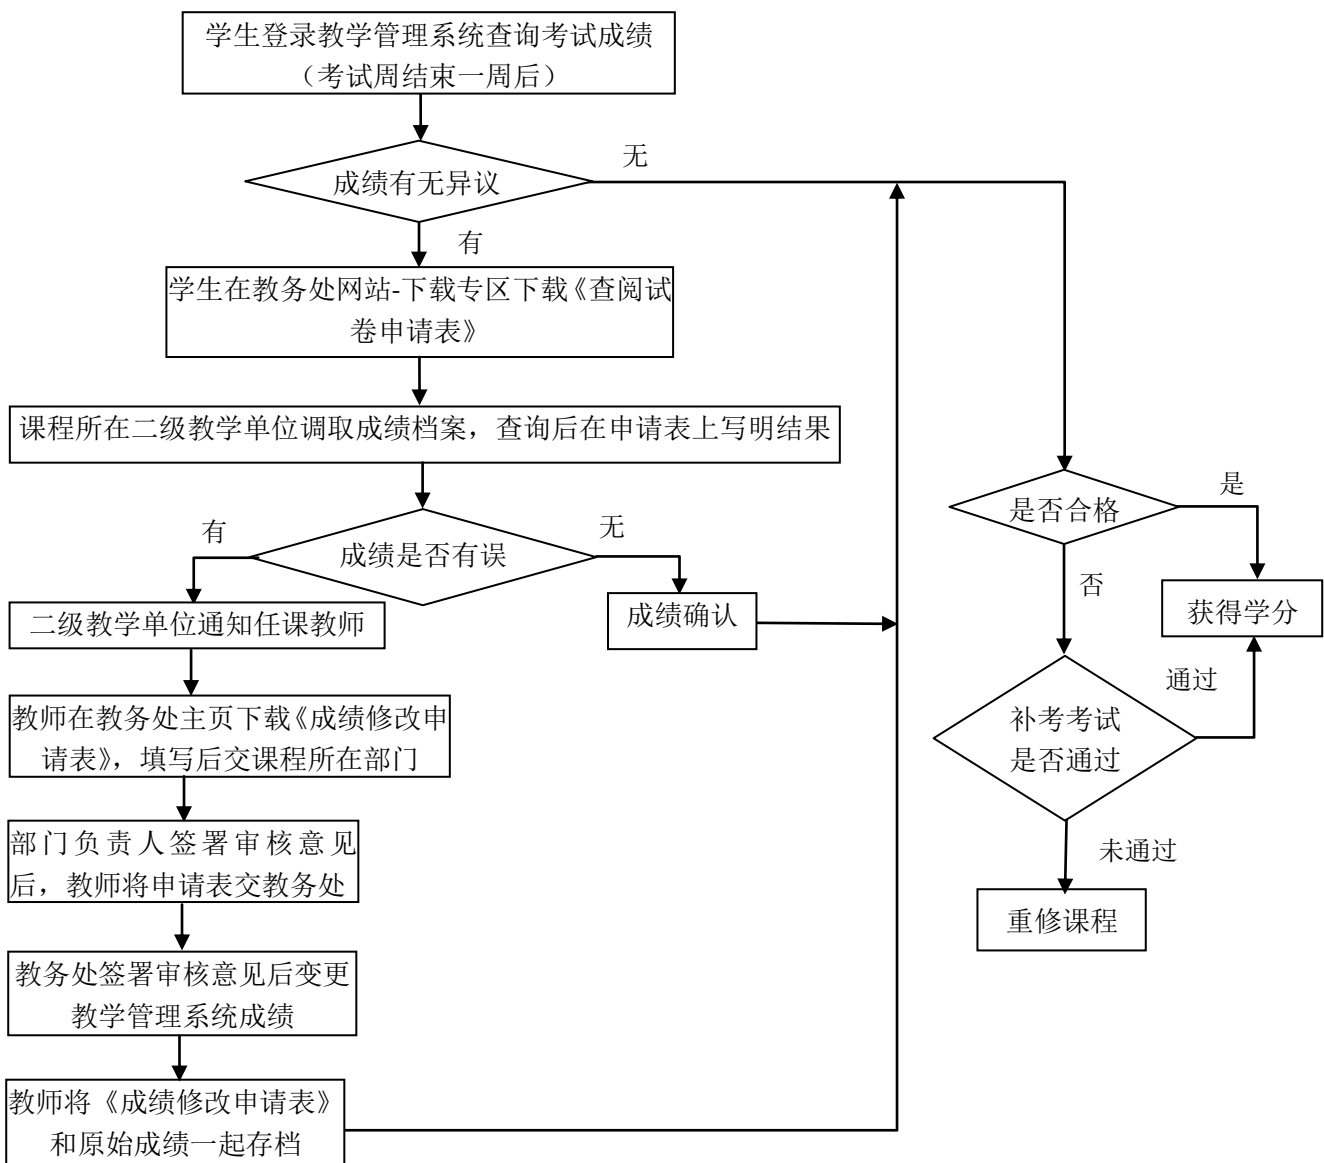 学生登录教学管理系统查询考试成绩
（考试周结束一周后）
成绩有无异议
无
有
学生在教务处网站-下载专区下载《查阅试
卷申请表》
课程所在二级教学单位调取成绩档案，查询后在申请表上写明结果
成绩是否有误
有
无
二级教学单位通知任课教师
成绩确认
教师在教务处主页下载《成绩修改申
请表》，填写后交课程所在部门
部门负责人签署审核意见
后，教师将申请表交教务处
教务处签署审核意见后变更
教学管理系统成绩
教师将《成绩修改申请表》
和原始成绩一起存档
是否合格
是
否
获得学分
补考考试
是否通过
通过
未通过
重修课程